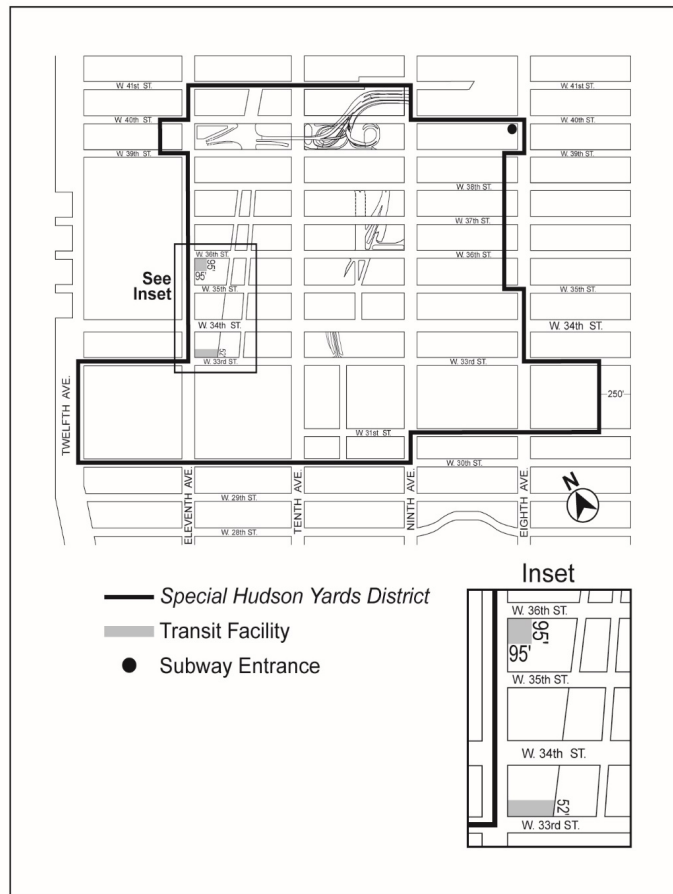 W. 41st ST.
W. 41st ST.
W. 40th ST.
W. 40th ST.
W. 39th ST.
W. 39th ST.
W. 38th ST.
W. 37th ST.
W. 36th ST.
W. 36th ST.
See
Inset
95'
95'
W. 35th ST.
W. 35th ST.
W. 34th ST.
W. 34th ST.
52'
W. 33rd ST.
W. 33rd ST.
250'
W. 31st ST.
W. 30th ST.
W. 29th ST.
W. 28th ST.
TWELFTH AVE.
ELEVENTH AVE.
TENTH AVE.
NINTH AVE.
EIGHTH AVE.
N
Special Hudson Yards District
Transit Facility
Subway Entrance
Inset
W. 36th ST.
95'
95'
W. 35th ST.
W. 34th ST.
52'
W. 33rd ST.